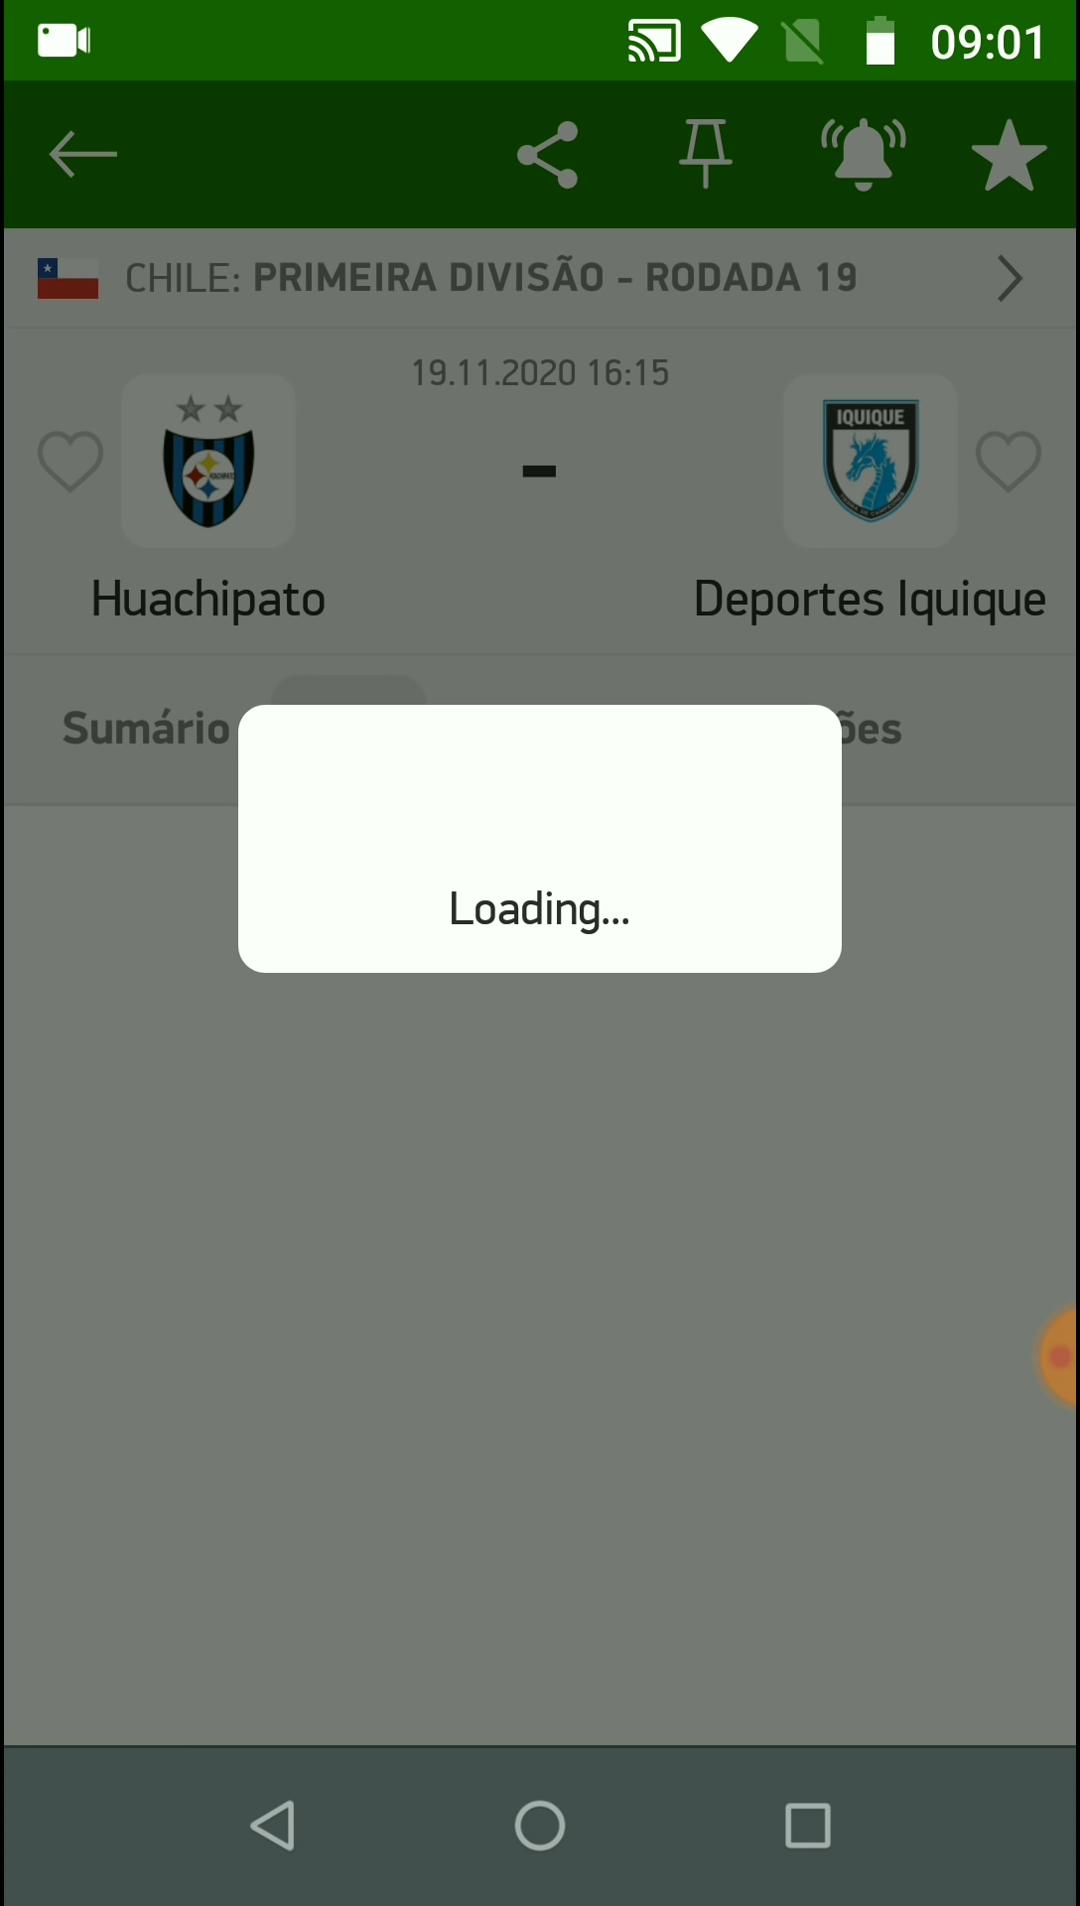 09:01
CHILE: PRIMEIRA DIVISÃO - RODADA 19
19.11.2020 16:15
IQUIQUE
-
Huachipato
Deportes Iquique
Sumário
ões
Loading...